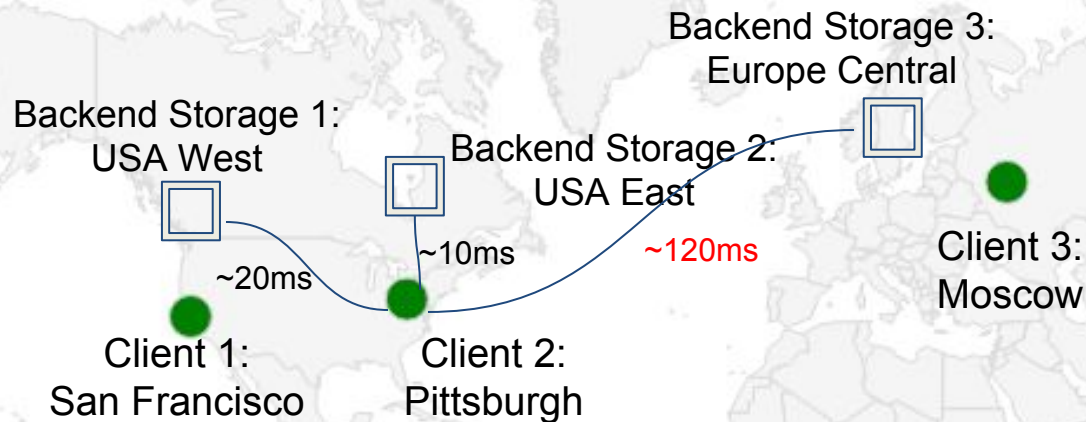 Backend Storage 3:
Europe Central
Backend Storage 1:
USA West
Backend Storage 2:
USA East
~20ms
~10ms
~120ms
Client 3:
Moscow
Client 1:
San Francisco
Client 2:
Pittsburgh